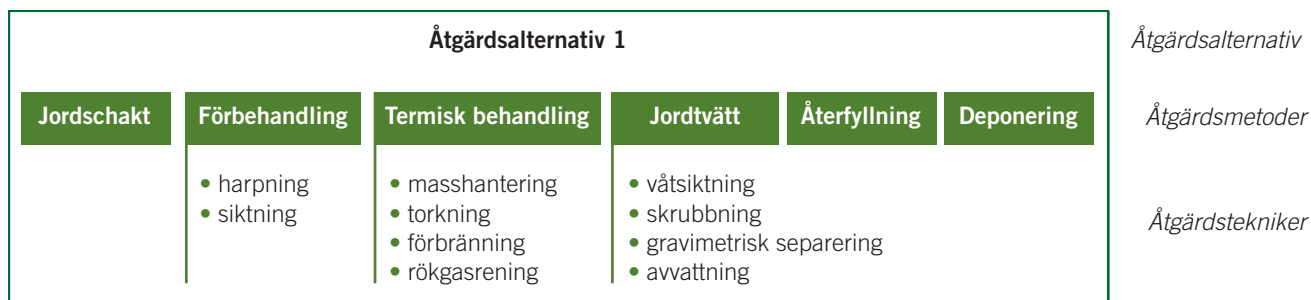 Åtgärdsalternativ 1
Åtgärdsalternativ
Jordschakt
Förbehandling
Termisk behandling
Jordtvätt
Återfyllning
Deponering
Åtgärdsmetoder
• harpning
• siktning
• masshantering
• torkning
• förbränning
• rökgasrening
• våtsiktning
• skrubbning
• gravimetrisk separering
• avvattning
Åtgärdstekniker